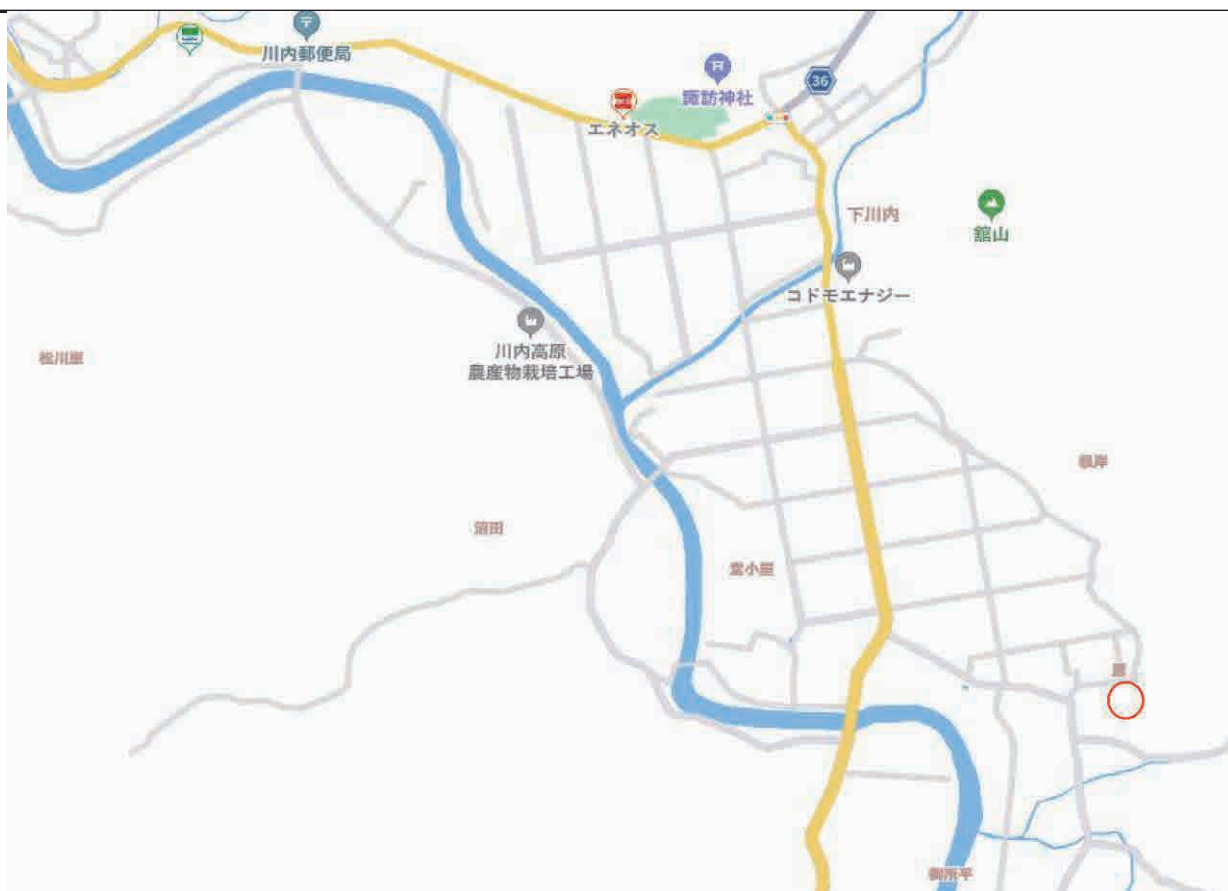 川内郵便局
諏訪神社
36
エネオス
下川内
舘山
コドモエナジー
川内高原
農産物栽培工場
松川屋
根岸
沼田
堂小屋
原
御所平